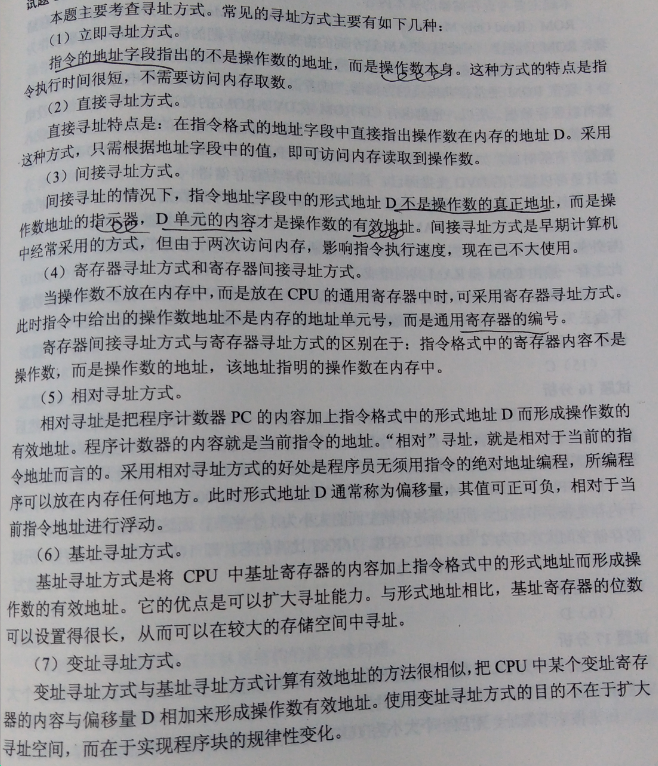 试题
本题主要考查寻址方式。常见的寻址方式主要有如下几种：
（1）立即寻址方式。
指令的地址字段指出的不是操作数的地址，而是操作数本身。这种方式的特点是指
令执行时间很短，不需要访问内存取数。
（2）直接寻址方式。
直接寻址特点是：在指令格式的地址字段中直接指出操作数在内存的地址 D。采用
这种方式，只需根据地址字段中的值，即可访问内存读取到操作数。
（3）间接寻址方式。
间接寻址的情况下，指令地址字段中的形式地址 D 不是操作数的真正地址，而是操
作数地址的指示器，D 单元的内容才是操作数的有效地址。间接寻址方式是早期计算机
中经常采用的方式，但由于两次访问内存，影响指令执行速度，现在已不大使用。
（4）寄存器寻址方式和寄存器间接寻址方式。
当操作数不放在内存中，而是放在 CPU 的通用寄存器中时，可采用寄存器寻址方式。
此时指令中给出的操作数地址不是内存的地址单元号，而是通用寄存器的编号。
寄存器间接寻址方式与寄存器寻址方式的区别在于：指令格式中的寄存器内容不是
操作数，而是操作数的地址，该地址指明的操作数在内存中。
（5）相对寻址方式。
相对寻址是把程序计数器 PC 的内容加上指令格式中的形式地址 D 而形成操作数的
有效地址。程序计数器的内容就是当前指令的地址。“相对”寻址，就是相对于当前的指
令地址而言的。采用相对寻址方式的好处是程序员无须用指令的绝对地址编程，所编程
序可以放在内存任何地方。此时形式地址 D 通常称为偏移量，其值可正可负，相对于当
前指令地址进行浮动。
（6）基址寻址方式。
基址寻址方式是将 CPU 中基址寄存器的内容加上指令格式中的形式地址而形成操
作数的有效地址。它的优点是可以扩大寻址能力。与形式地址相比，基址寄存器的位数
可以设置得很长，从而可以在较大的存储空间中寻址。
（7）变址寻址方式。
变址寻址方式与基址寻址方式计算有效地址的方法很相似，把 CPU 中某个变址寄存
器的内容与偏移量 D 相加来形成操作数有效地址。使用变址寻址方式的目的不在于扩大
寻址空间，而在于实现程序块的规律性变化。